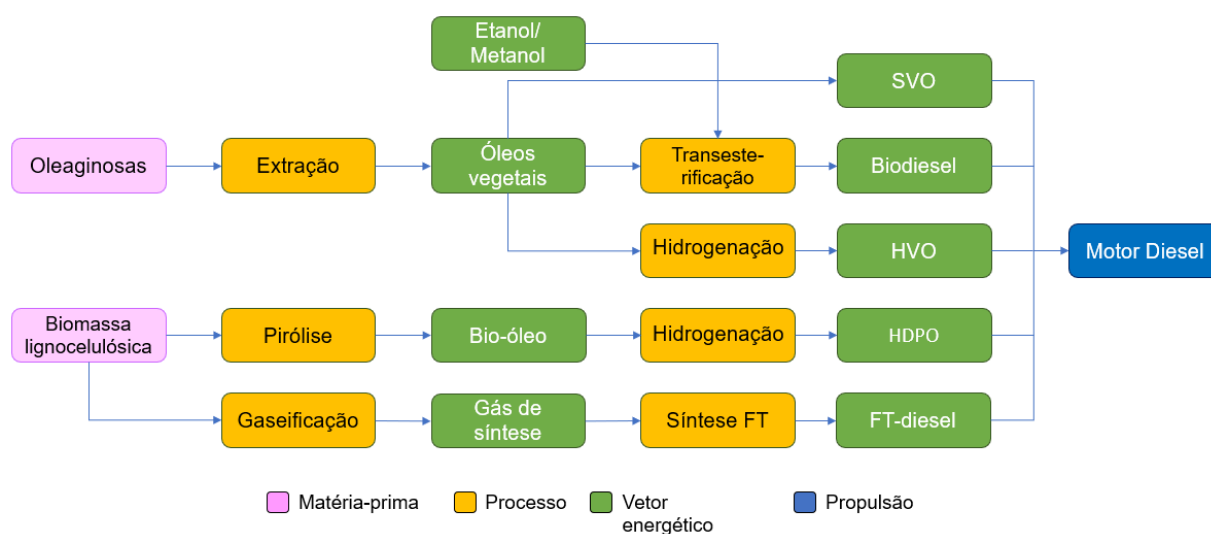 Etanol/
Metanol
SVO
Oleaginosas
Extração
Óleos
vegetais
Transeste-
rificação
Biodiesel
Hidrogenação
HVO
Motor Diesel
Biomassa
lignocelulósica
Pirólise
Bio-óleo
Hidrogenação
HDPO
Gaseificação
Gás de
síntese
Síntese FT
FT-diesel
Matéria-prima
Processo
Vetor
energético
Propulsão